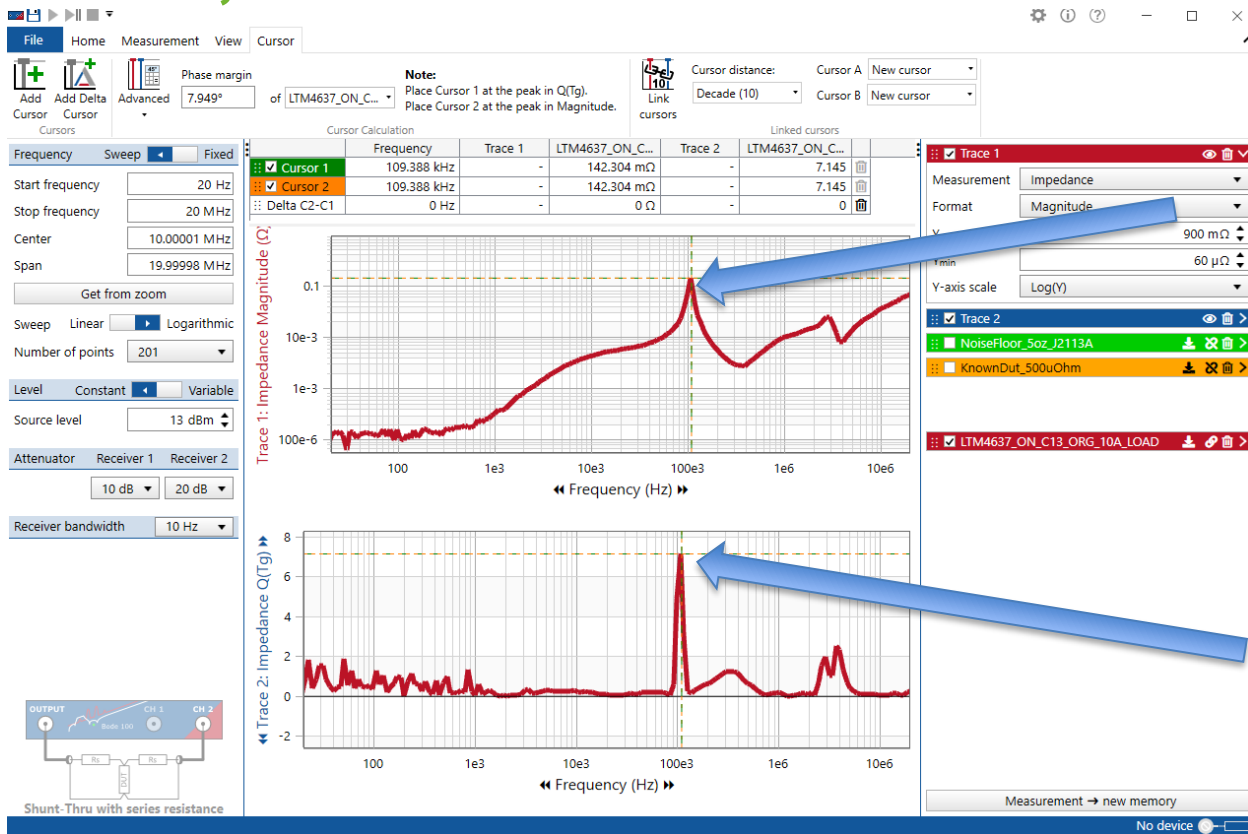 File Home Measurement View Cursor
Add Cursor
Add Delta Cursor
Cursors
Advanced
Phase margin
7.949°
of LTM4637_ON_C...
Note:
Place Cursor 1 at the peak in Q(Tg).
Place Cursor 2 at the peak in Magnitude.
Cursor Calculation
Link cursors
Cursor distance:
Decade (10)
Cursor A New cursor
Cursor B New cursor
Linked cursors
Frequency Sweep Fixed
Start frequency 20 Hz
Stop frequency 20 MHz
Center 10.00001 MHz
Span 19.99998 MHz
Get from zoom
Sweep Linear Logarithmic
Number of points 201
Level Constant Variable
Source level 13 dBm
Attenuator Receiver 1 Receiver 2
10 dB 20 dB
Receiver bandwidth 10 Hz
OUTPUT CH 1 CH 2
Bode 100
Rs Rs
DUT
Shunt-Thru with series resistance
Frequency Trace 1 LTM4637_ON_C... Trace 2 LTM4637_ON_C...
Cursor 1 109.388 kHz - 142.304 mΩ - 7.145
Cursor 2 109.388 kHz - 142.304 mΩ - 7.145
Delta C2-C1 0 Hz - 0 Ω - 0
Trace 1: Impedance Magnitude (Ω)
0.1
10e-3
1e-3
100e-6
100 1e3 10e3 100e3 1e6 10e6
Frequency (Hz)
Trace 2: Impedance Q(Tg)
8
6
4
2
0
-2
100 1e3 10e3 100e3 1e6 10e6
Frequency (Hz)
Trace 1
Measurement Impedance
Format Magnitude
900 mΩ
Ymin 60 µΩ
Y-axis scale Log(Y)
Trace 2
NoiseFloor_5oz_J2113A
KnownDut_500uOhm
LTM4637_ON_C13_ORG_10A_LOAD
Measurement → new memory
No device